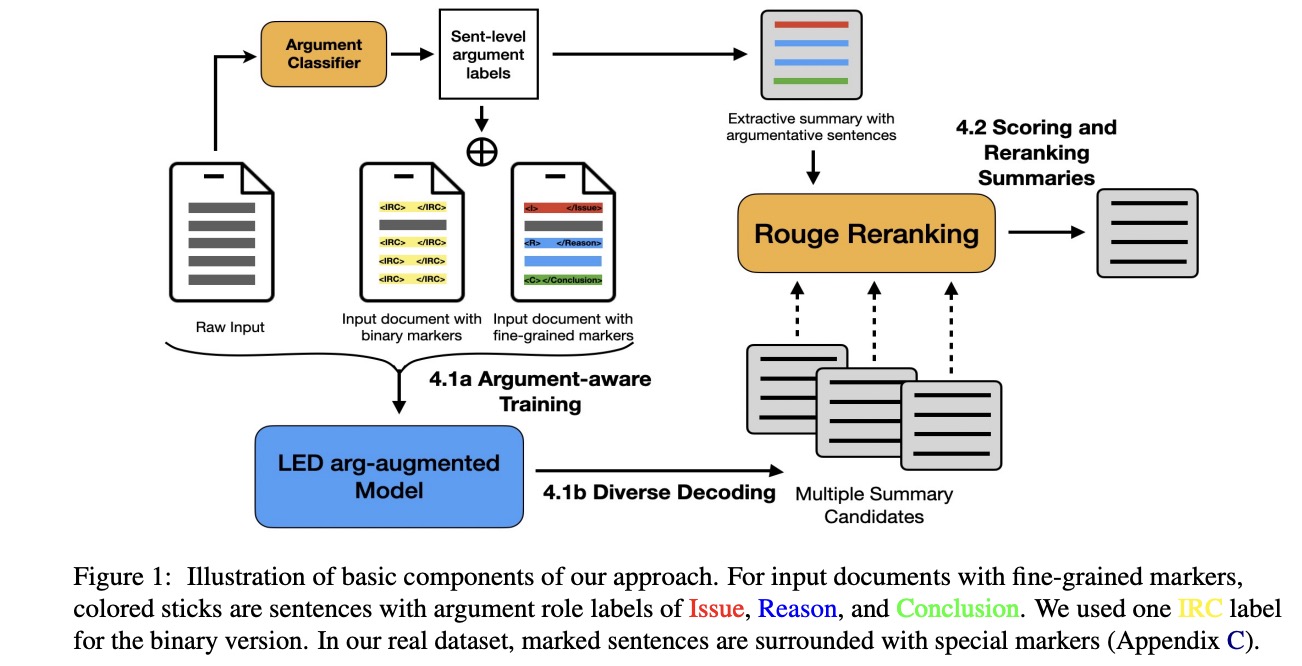 Argument
Classifier
Sent-level
argument
labels
Extractive summary with
argumentative sentences
4.2 Scoring and
Reranking
Summaries
<IRC> </IRC>
<IRC> </IRC>
<IRC> </IRC>
<IRC> </IRC>
<I> </Issue>
<R> </Reason>
<C></Conclusion>
Rouge Reranking
Raw Input
Input document with
binary markers
Input document with
fine-grained markers
4.1a Argument-aware
Training
LED arg-augmented
Model
4.1b Diverse Decoding
Multiple Summary
Candidates
Figure 1: Illustration of basic components of our approach. For input documents with fine-grained markers,
colored sticks are sentences with argument role labels of Issue, Reason, and Conclusion. We used one IRC label
for the binary version. In our real dataset, marked sentences are surrounded with special markers (Appendix C).